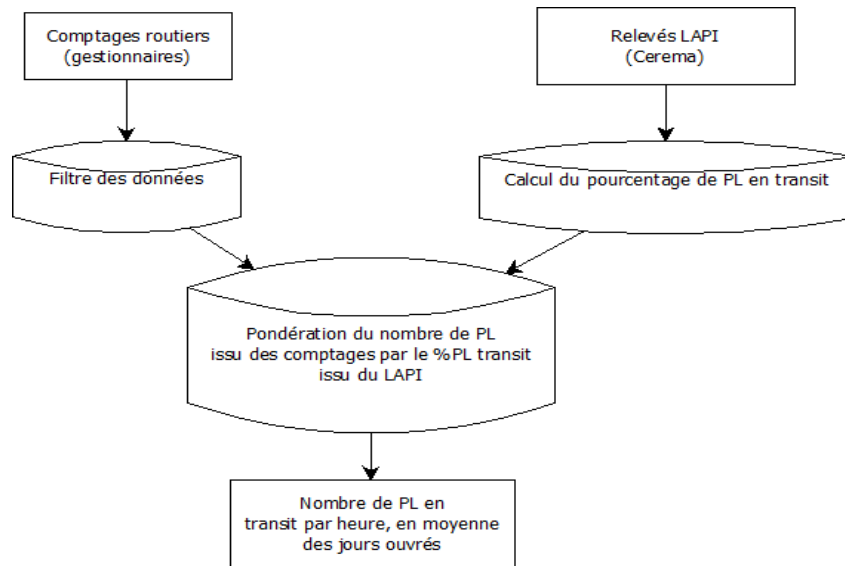 Comptages routiers
(gestionnaires)
Relevés LAPI
(Cerema)
Filtre des données
Calcul du pourcentage de PL en transit
Pondération du nombre de PL
issu des comptages par le %PL transit
issu du LAPI
Nombre de PL en
transit par heure, en moyenne
des jours ouvrés